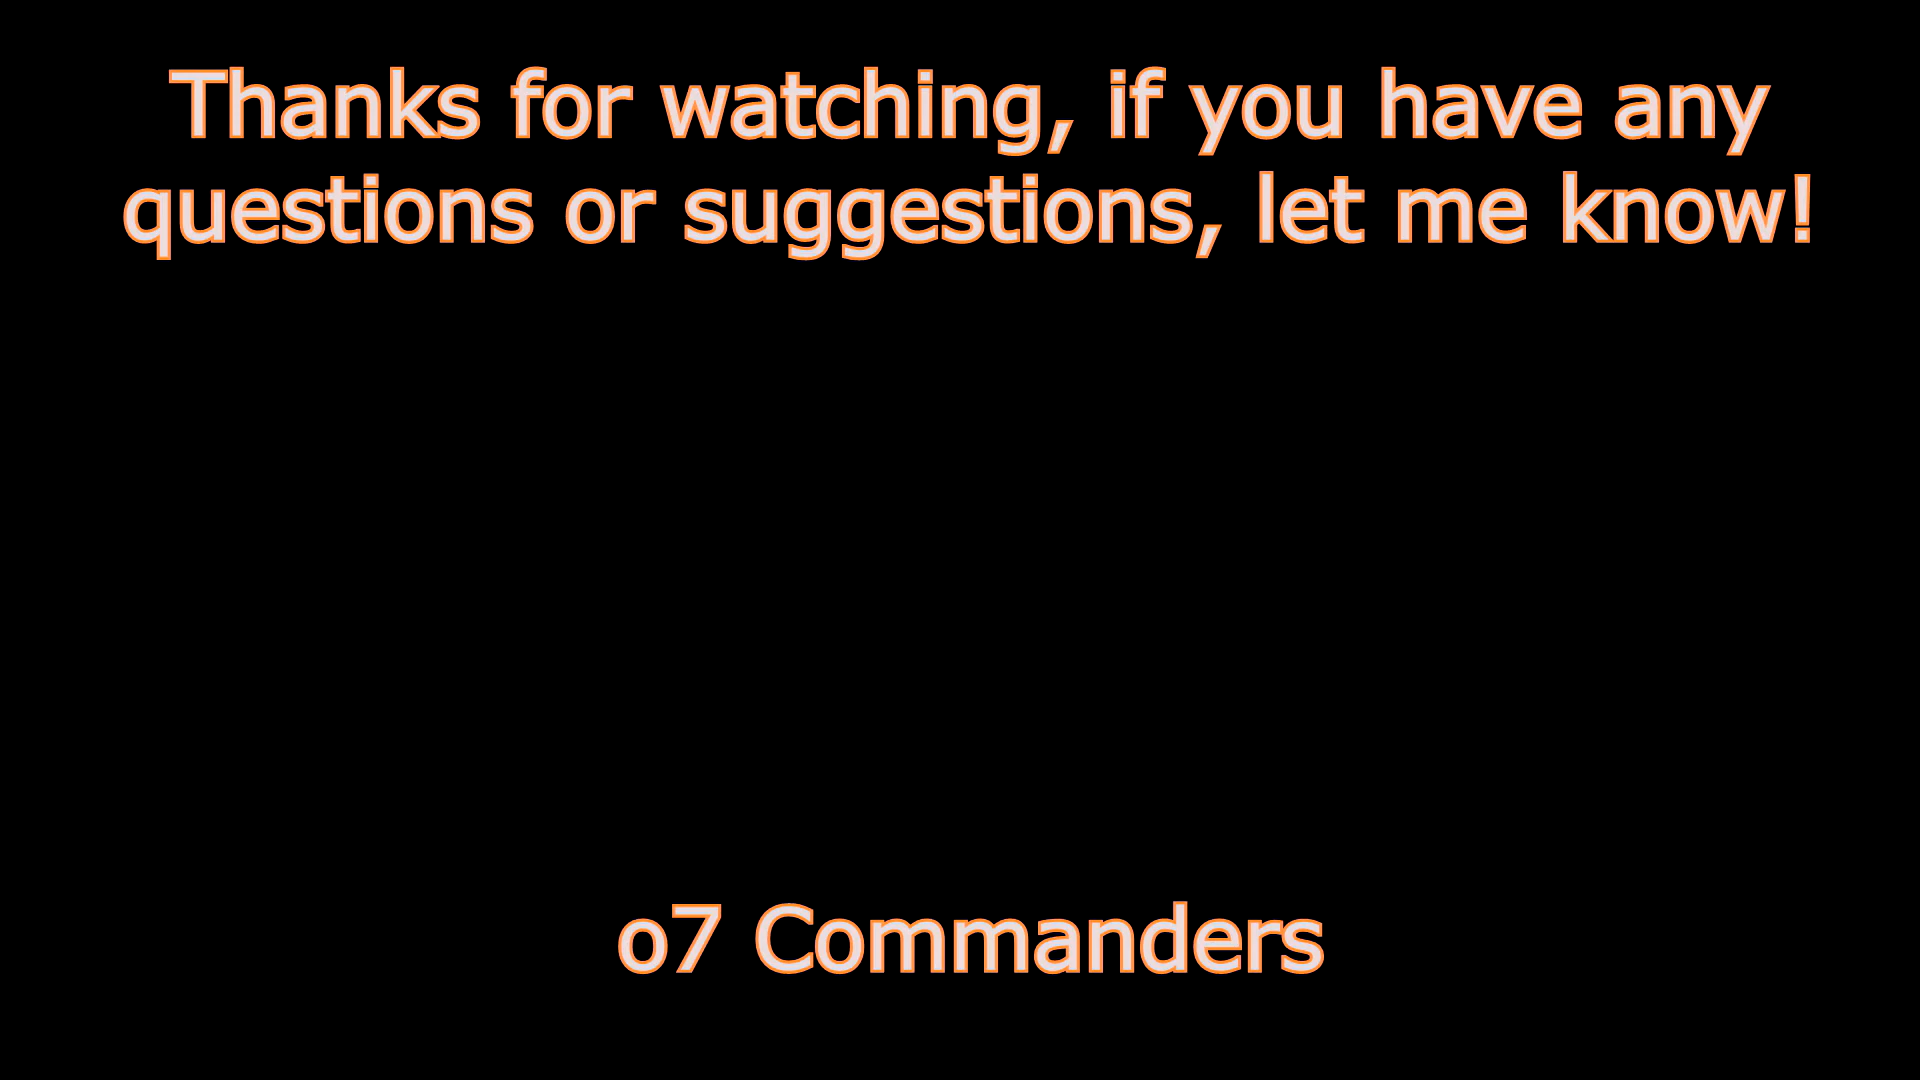 Thanks for watching, if you have any
questions or suggestions, let me know!
o7 Commanders